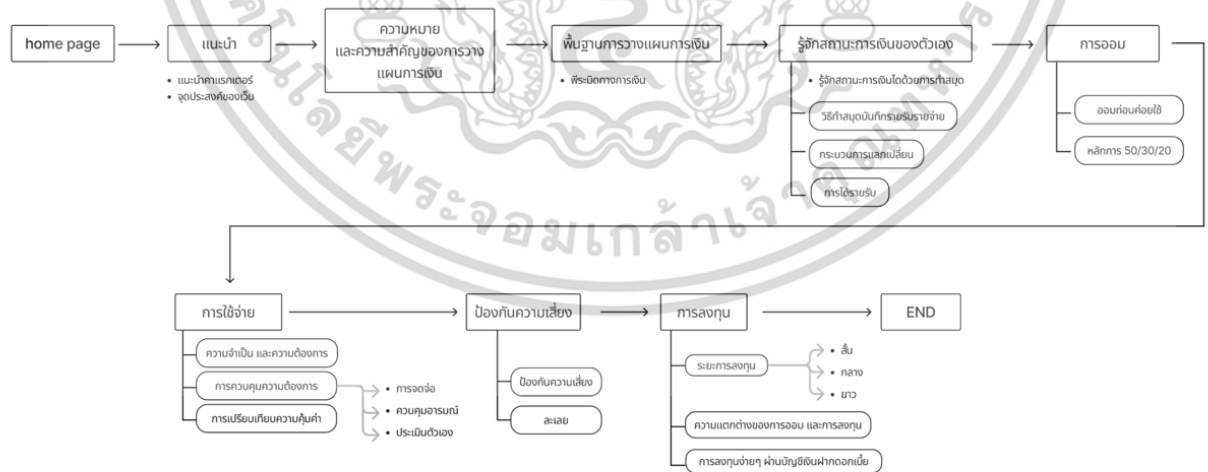 home page
แนะนำ
• แนะนำคาแรกเตอร์
• จุดประสงค์ของเว็บ
ความหมาย
และความสำคัญของการวาง
แผนการเงิน
พื้นฐานการวางแผนการเงิน
• พีระมิดทางการเงิน
รู้จักสถานะการเงินของตัวเอง
• รู้จักสถานะการเงินได้ด้วยการทำสมุด
วิธีทำสมุดบันทึกรายรับรายจ่าย
กระบวนการแลกเปลี่ยน
การได้รายรับ
การออม
ออมก่อนค่อยใช้
หลักการ 50/30/20
การใช้จ่าย
ความจำเป็น และความต้องการ
การควบคุมความต้องการ
• การจดจ่อ
• ควบคุมอารมณ์
• ประเมินตัวเอง
การเปรียบเทียบความคุ้มค่า
ป้องกันความเสี่ยง
ป้องกันความเสี่ยง
ละเลย
การลงทุน
ระยะการลงทุน
• สั้น
• กลาง
• ยาว
ความแตกต่างของการออม และการลงทุน
การลงทุนง่ายๆ ผ่านบัญชีเงินฝากดอกเบี้ย
END
พระจอมเกล้าเจ้าคุณทหาร